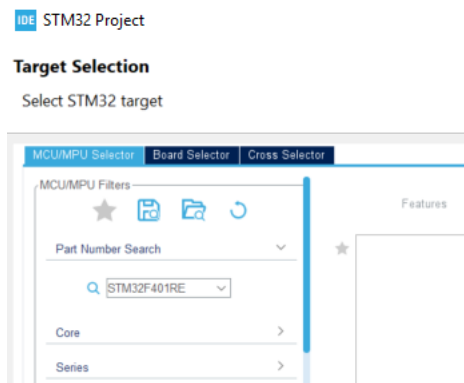 IDE STM32 Project
Target Selection
Select STM32 target
MCU/MPU Selector Board Selector Cross Selector
MCU/MPU Filters
Features
Part Number Search
STM32F401RE
Core
Series